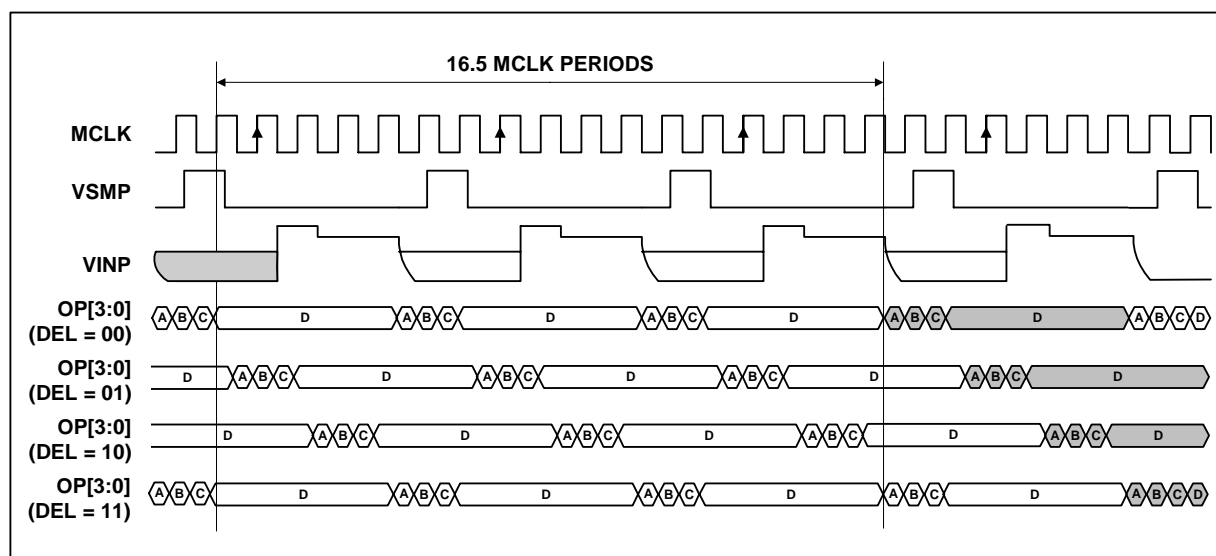 16.5 MCLK PERIODS
MCLK
VSMP
VINP
OP[3:0]
(DEL = 00)
A B C D A B C D A B C D A B C D A B C D
OP[3:0]
(DEL = 01)
D A B C D A B C D A B C D A B C D
OP[3:0]
(DEL = 10)
D A B C D A B C D A B C D A B C D
OP[3:0]
(DEL = 11)
A B C D A B C D A B C D A B C D A B C D